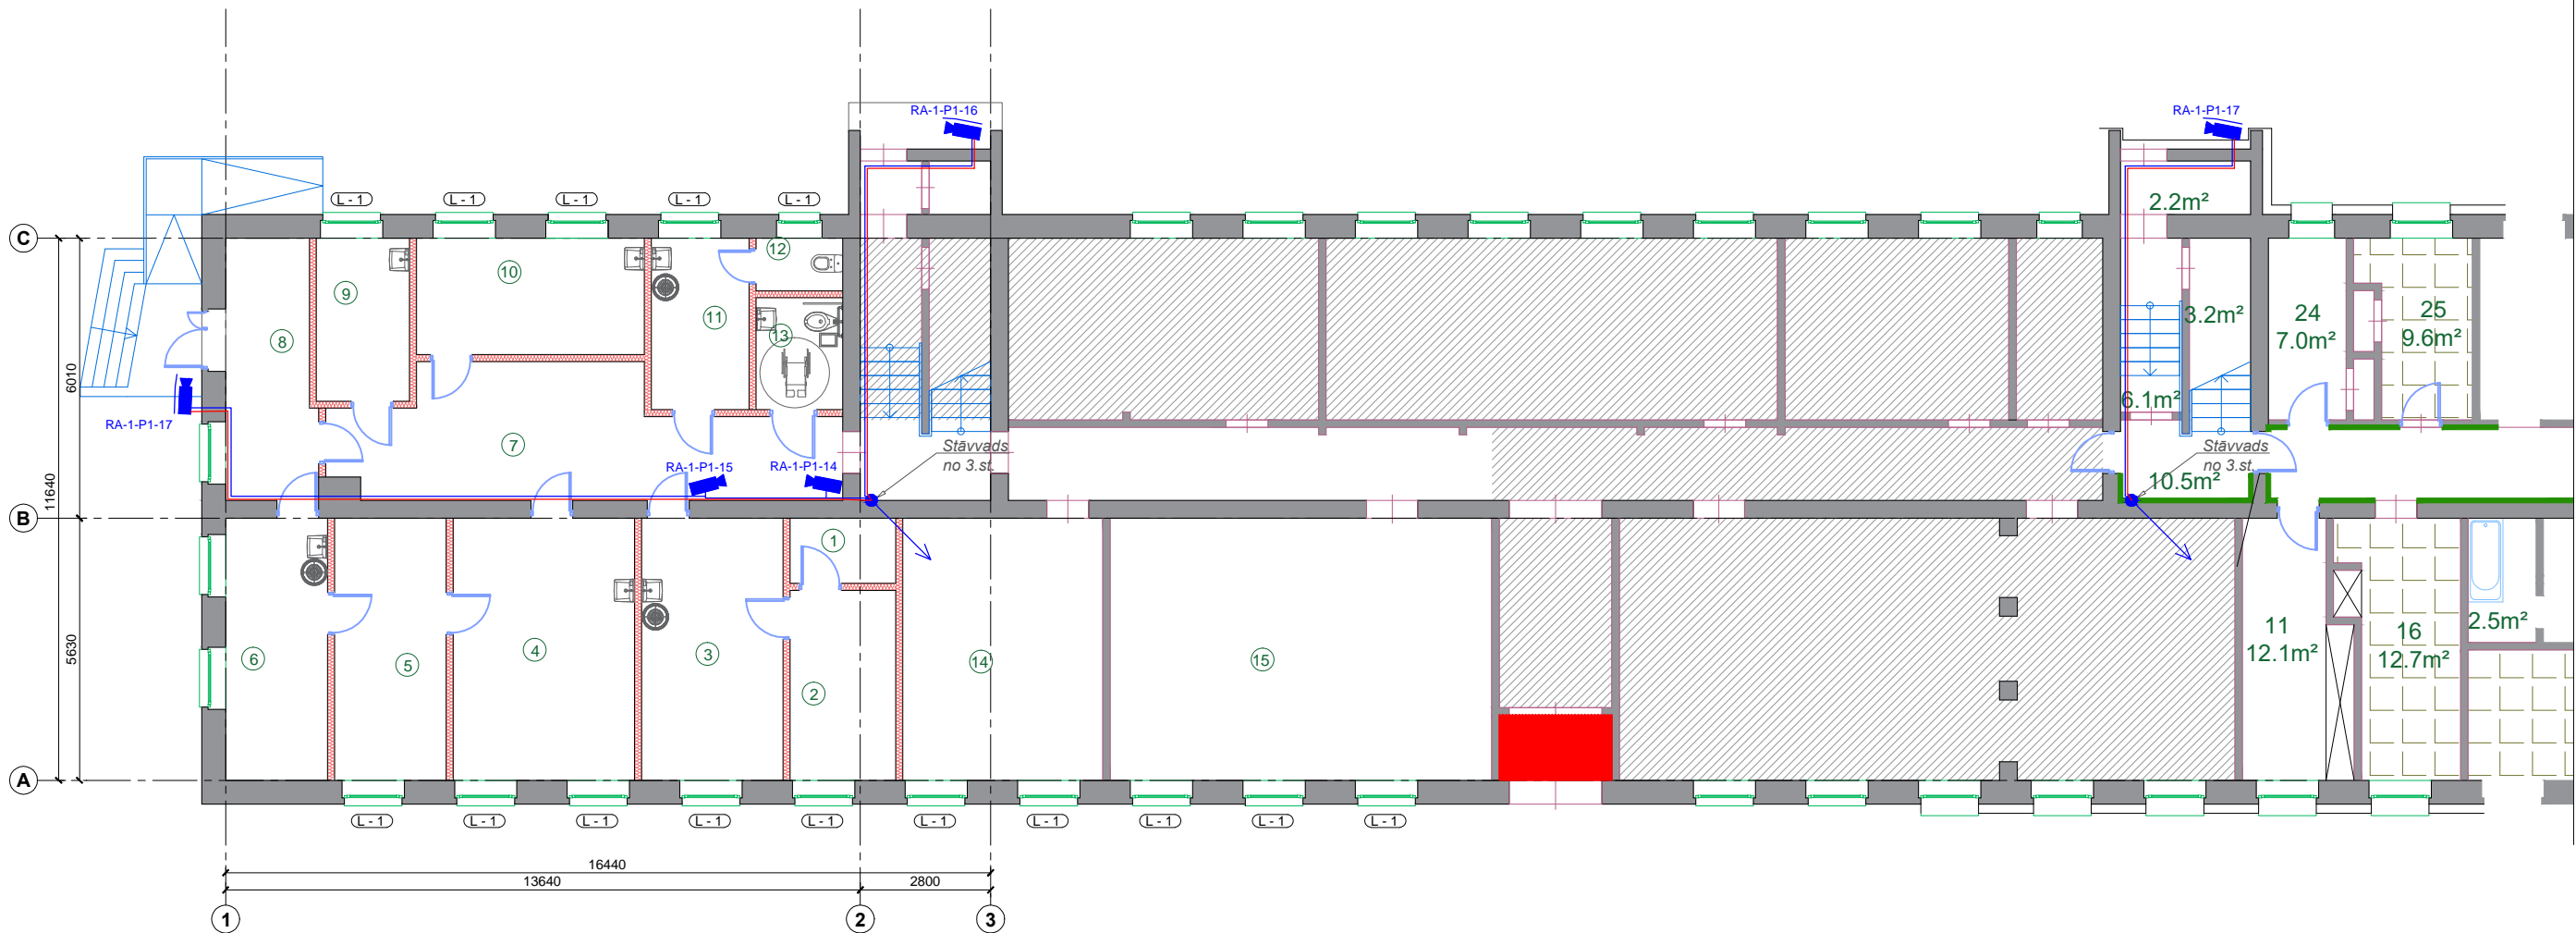 RA-1-P1-16
RA-1-P1-17
L - 1
L - 1
L - 1
L - 1
L - 1
2.2m²
C
12
10
9
11
13
8
3.2m²
24
7.0m²
25
9.6m²
6010
6.1m²
RA-1-P1-17
7
Stāvvads
no 3.st.
Stāvvads
no 3.st.
RA-1-P1-15
RA-1-P1-14
10.5m²
11640
B
1
5630
6
5
4
3
2
14
15
11
12.1m²
16
12.7m²
2.5m²
A
L - 1
L - 1
L - 1
L - 1
L - 1
L - 1
L - 1
L - 1
L - 1
L - 1
16440
13640
2800
1
2
3